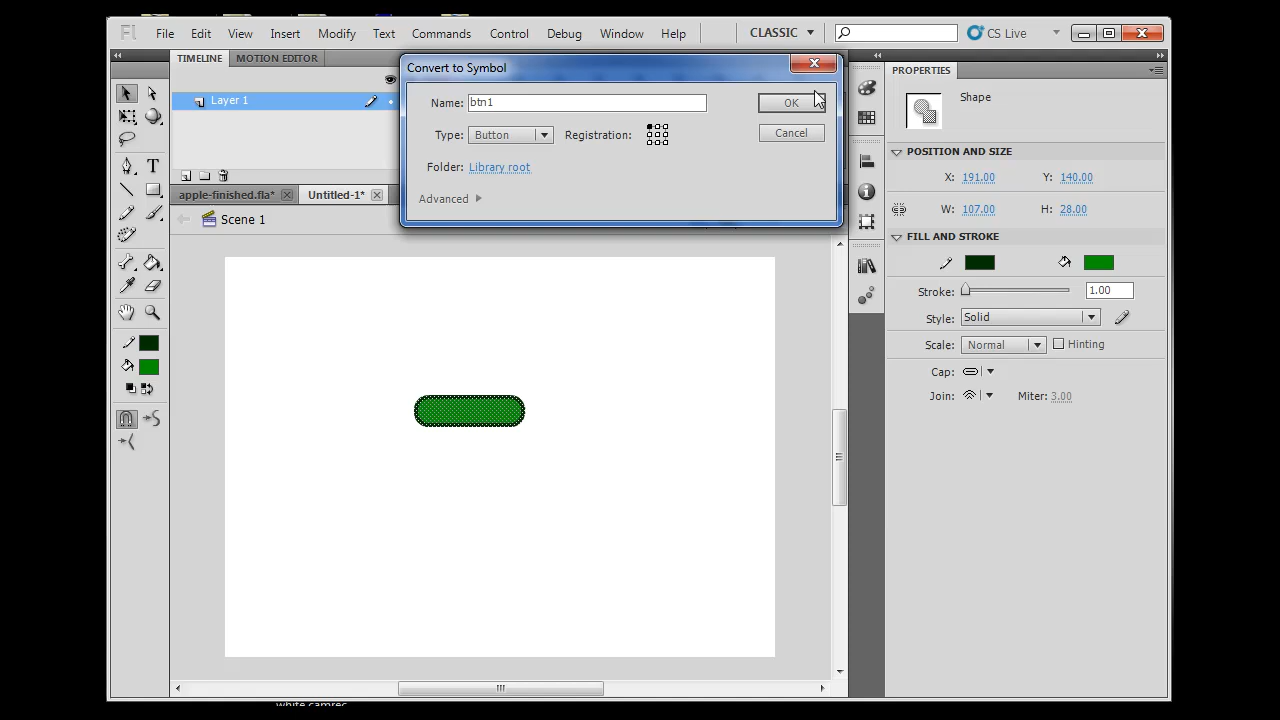 Fl File Edit View Insert Modify Text Commands Control Debug Window Help CLASSIC CS Live
TIMELINE MOTION EDITOR
Layer 1
Convert to Symbol
Name: btn1 OK
Type: Button Registration: Cancel
Folder: Library root
Advanced
apple-finished.fla* Untitled-1*
Scene 1
PROPERTIES
Shape
POSITION AND SIZE
X: 191.00 Y: 140.00
W: 107.00 H: 28.00
FILL AND STROKE
Stroke: 1.00
Style: Solid
Scale: Normal Hinting
Cap:
Join: Miter: 3.00
white camrec